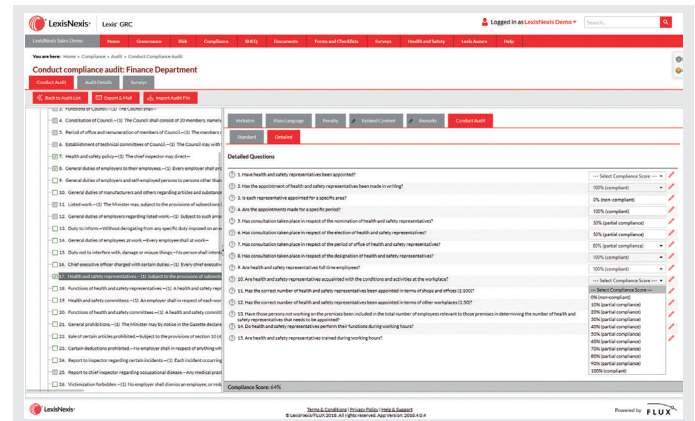 LexisNexis®
Lexis® GRC
Logged in as LexisNexis Demo
Search...
LexisNexis Sales Demo
Home
Governance
Risk
Compliance
SHEQ
Documents
Forms and Checklists
Surveys
Health and Safety
Lexis Assure
Help
You are here: Home » Compliance » Audit » Conduct Compliance Audit
Conduct compliance audit: Finance Department
Conduct Audit
Audit Details
Surveys
Back to Audit List
Export & Mail
Import Audit File
3. Functions of Council.—(1) The Council shall—
4. Constitution of Council.—(1) The Council shall consist of 20 members, namely
5. Period of office and remuneration of members of Council.—(1) The members
6. Establishment of technical committees of Council.—(1) The Council may with
7. Health and safety policy.—(1) The chief inspector may direct—
8. General duties of employers to their employees.—(1) Every employer shall
9. General duties of employers and self-employed persons to persons other than
10. General duties of manufacturers and others regarding articles and substances
11. Listed work.—(1) The Minister may, subject to the provisions of subsections
12. General duties of employers regarding listed work.—(1) Subject to such
13. Duty to inform.—Without derogating from any specific duty imposed on an
14. General duties of employees at work.—Every employee shall at work—
15. Duty not to interfere with, damage or misuse things.—No person shall
16. Chief executive officer charged with certain duties.—(1) Every chief executive
17. Health and safety representatives.—(1) Subject to the provisions of
18. Functions of health and safety representatives.—(1) A health and safety
19. Health and safety committees.—(1) An employer shall in respect of each
20. Functions of health and safety committees.—(1) A health and safety
21. General prohibitions.—(1) The Minister may by notice in the Gazette declare
22. Sale of certain articles prohibited.—Subject to the provisions of section 10
23. Certain deductions prohibited.—No employer shall in respect of anything
24. Report to inspector regarding certain incidents.—(1) Each incident occurring
25. Report to chief inspector regarding occupational disease.—Any medical
26. Victimization forbidden.—(1) No employer shall dismiss an employee, or
Verbatim
Plain Language
Penalty
Related Content
Remarks
Conduct Audit
Standard
Detailed
Detailed Questions
1. Have health and safety representatives been appointed?
--- Select Compliance Score ---
2. Has the appointment of health and safety representatives been made in writing?
100% (compliant)
3. Is each representative appointed for a specific area?
0% (non-compliant)
4. Are the appointments made for a specific period?
100% (compliant)
5. Has consultation taken place in respect of the nomination of health and safety representatives?
50% (partial compliance)
6. Has consultation taken place in respect of the election of health and safety representatives?
50% (partial compliance)
7. Has consultation taken place in respect of the period of office of health and safety representatives?
80% (partial compliance)
8. Has consultation taken place in respect of the designation of health and safety representatives?
100% (compliant)
9. Are health and safety representatives full time employees?
100% (compliant)
10. Are health and safety representatives acquainted with the conditions and activities at the workplace?
--- Select Compliance Score ---
11. Has the correct number of health and safety representatives been appointed in terms of shops and offices (1:100)?
12. Has the correct number of health and safety representatives been appointed in terms of other workplaces (1:50)?
13. Have those persons not working on the premises been included in the total number of employees relevant to those premises in determining the number of health and
safety representatives that needs to be appointed?
14. Do health and safety representatives perform their functions during working hours?
15. Are health and safety representatives trained during working hours?
--- Select Compliance Score ---
0% (non-compliant)
10% (partial compliance)
20% (partial compliance)
30% (partial compliance)
40% (partial compliance)
50% (partial compliance)
60% (partial compliance)
70% (partial compliance)
80% (partial compliance)
90% (partial compliance)
100% (compliant)
Compliance Score: 64%
LexisNexis®
Terms & Conditions | Privacy Policy | Help & Support
© LexisNexis/FLUX 2018. All rights reserved. App Version: 2018.4.0.4
Powered by FLUX